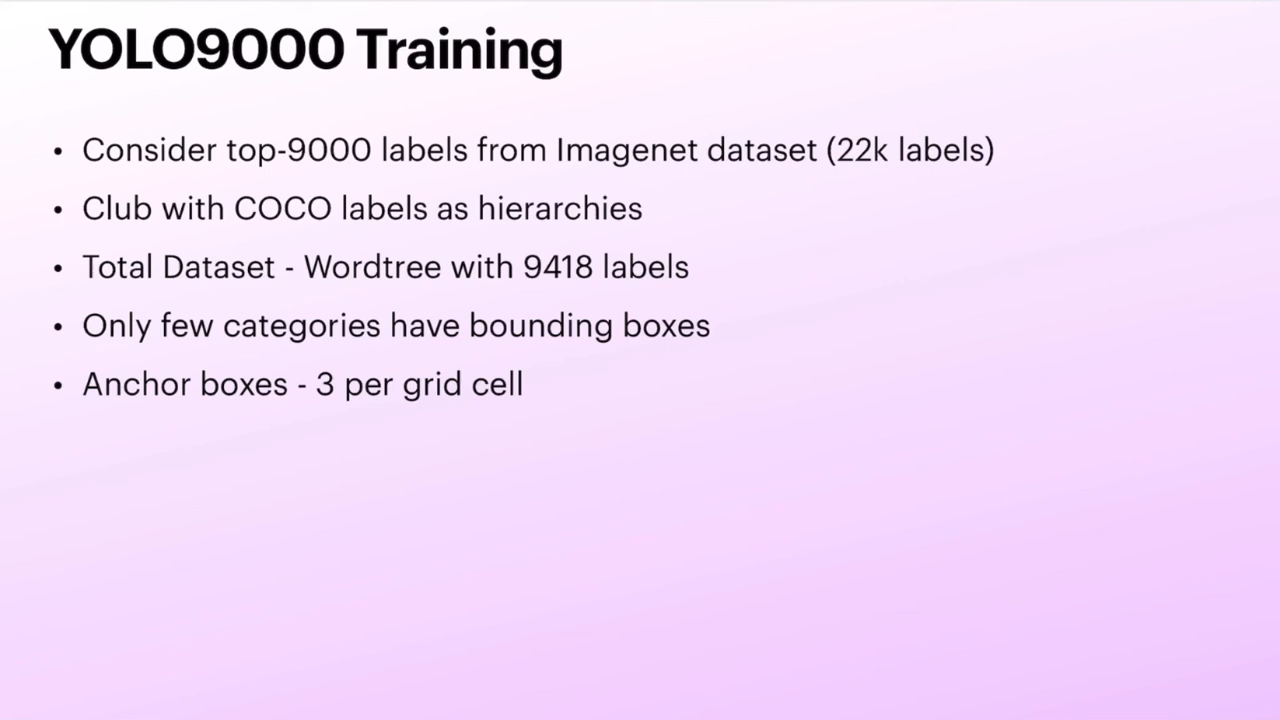 YOLO9000 Training
• Consider top-9000 labels from Imagenet dataset (22k labels)
• Club with COCO labels as hierarchies
• Total Dataset - Wordtree with 9418 labels
• Only few categories have bounding boxes
• Anchor boxes - 3 per grid cell